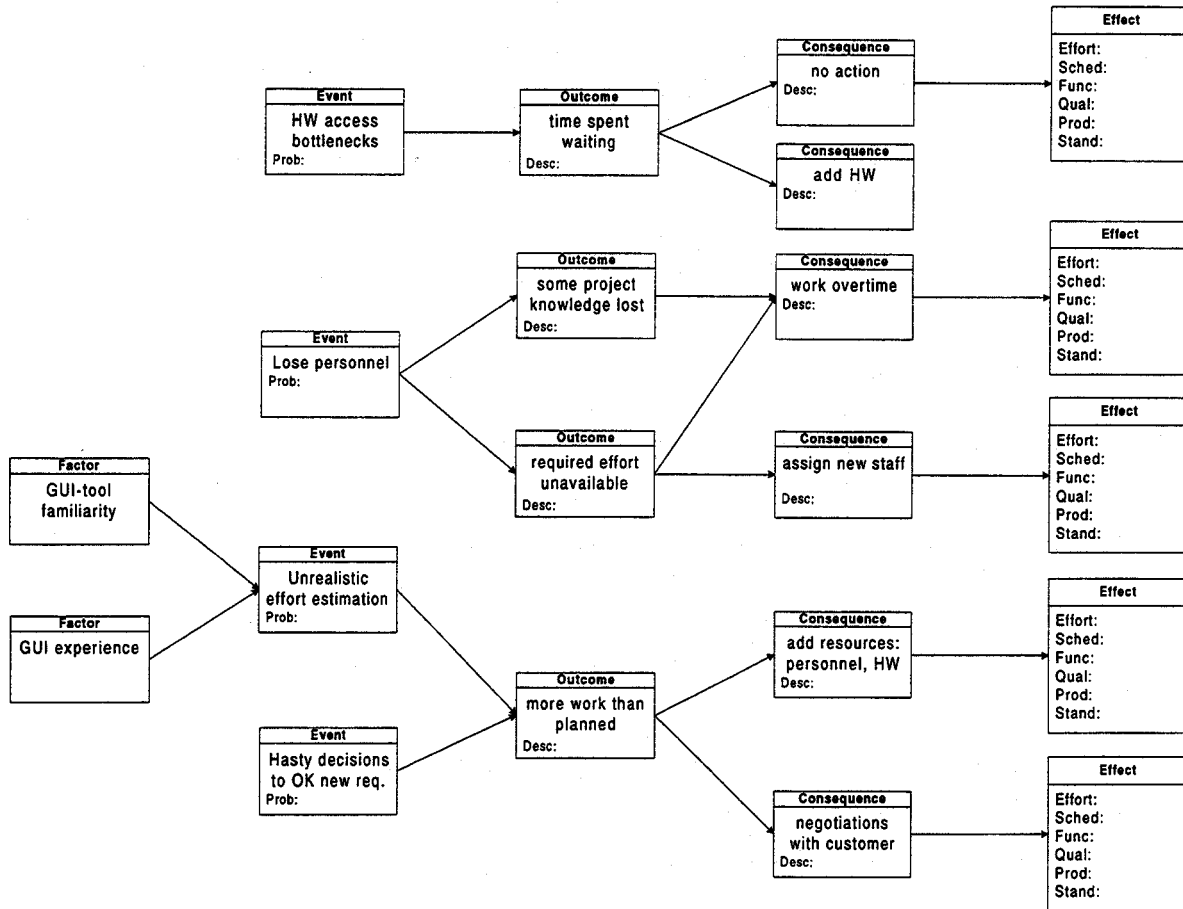 Effect
Effort:
Sched:
Func:
Qual:
Prod:
Stand:
Consequence
no action
Desc:
Event
HW access
bottlenecks
Prob:
Outcome
time spent
waiting
Desc:
Consequence
add HW
Desc:
Effect
Effort:
Sched:
Func:
Qual:
Prod:
Stand:
Outcome
some project
knowledge lost
Desc:
Consequence
work overtime
Desc:
Event
Lose personnel
Prob:
Effect
Effort:
Sched:
Func:
Qual:
Prod:
Stand:
Outcome
required effort
unavailable
Desc:
Consequence
assign new staff
Desc:
Factor
GUI-tool
familiarity
Event
Unrealistic
effort estimation
Prob:
Factor
GUI experience
Effect
Effort:
Sched:
Func:
Qual:
Prod:
Stand:
Consequence
add resources:
personnel, HW
Desc:
Outcome
more work than
planned
Desc:
Event
Hasty decisions
to OK new req.
Prob:
Effect
Effort:
Sched:
Func:
Qual:
Prod:
Stand:
Consequence
negotiations
with customer
Desc: